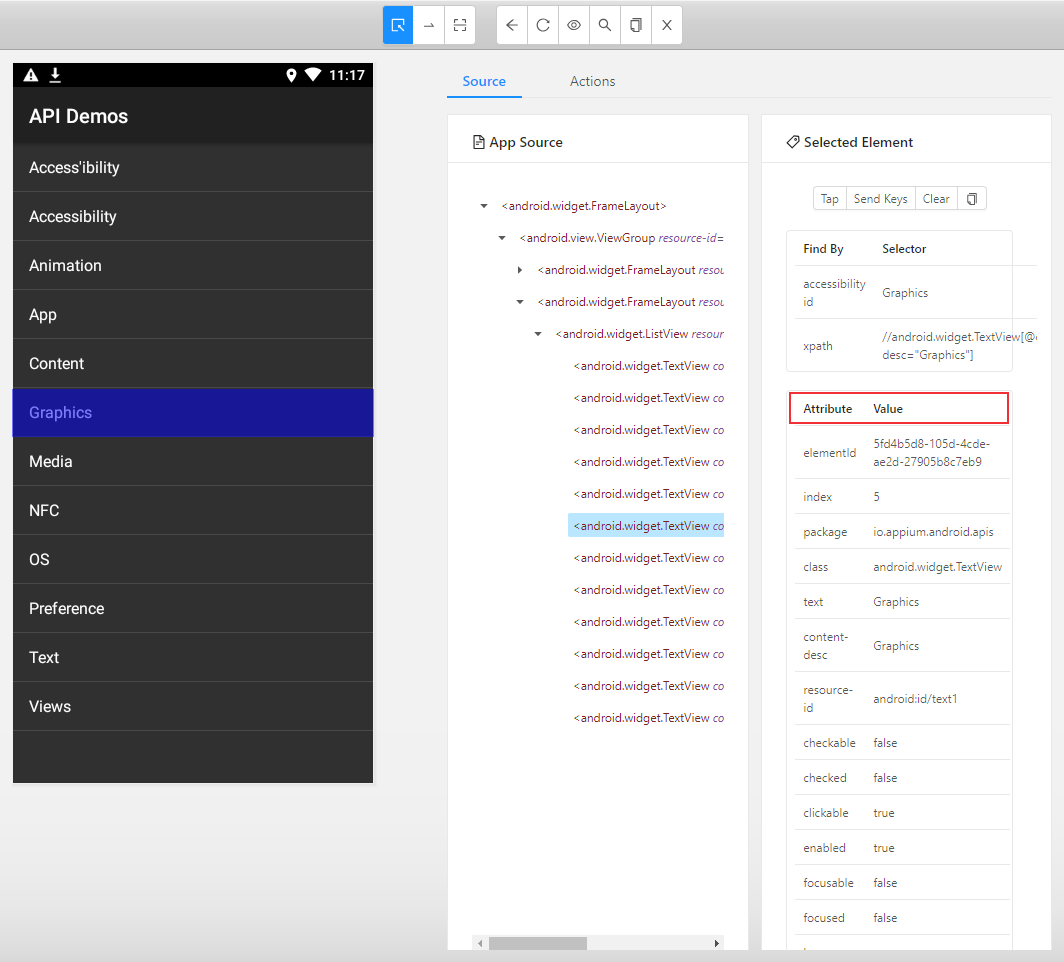 11:17
API Demos
Access'ibility
Accessibility
Animation
App
Content
Graphics
Media
NFC
OS
Preference
Text
Views
Source
Actions
App Source
<android.widget.FrameLayout>
<android.view.ViewGroup resource-id=
<android.widget.FrameLayout resou
<android.widget.FrameLayout resou
<android.widget.ListView resour
<android.widget.TextView co
<android.widget.TextView co
<android.widget.TextView co
<android.widget.TextView co
<android.widget.TextView co
<android.widget.TextView co
<android.widget.TextView co
<android.widget.TextView co
<android.widget.TextView co
<android.widget.TextView co
<android.widget.TextView co
<android.widget.TextView co
Selected Element
Tap
Send Keys
Clear
Find By Selector
accessibility
id
Graphics
xpath
//android.widget.TextView[@c
desc="Graphics"]
Attribute Value
elementId
5fd4b5d8-105d-4cde-
ae2d-27905b8c7eb9
index 5
package io.appium.android.apis
class android.widget.TextView
text Graphics
content-
desc
Graphics
resource-
id
android:id/text1
checkable false
checked false
clickable true
enabled true
focusable false
focused false